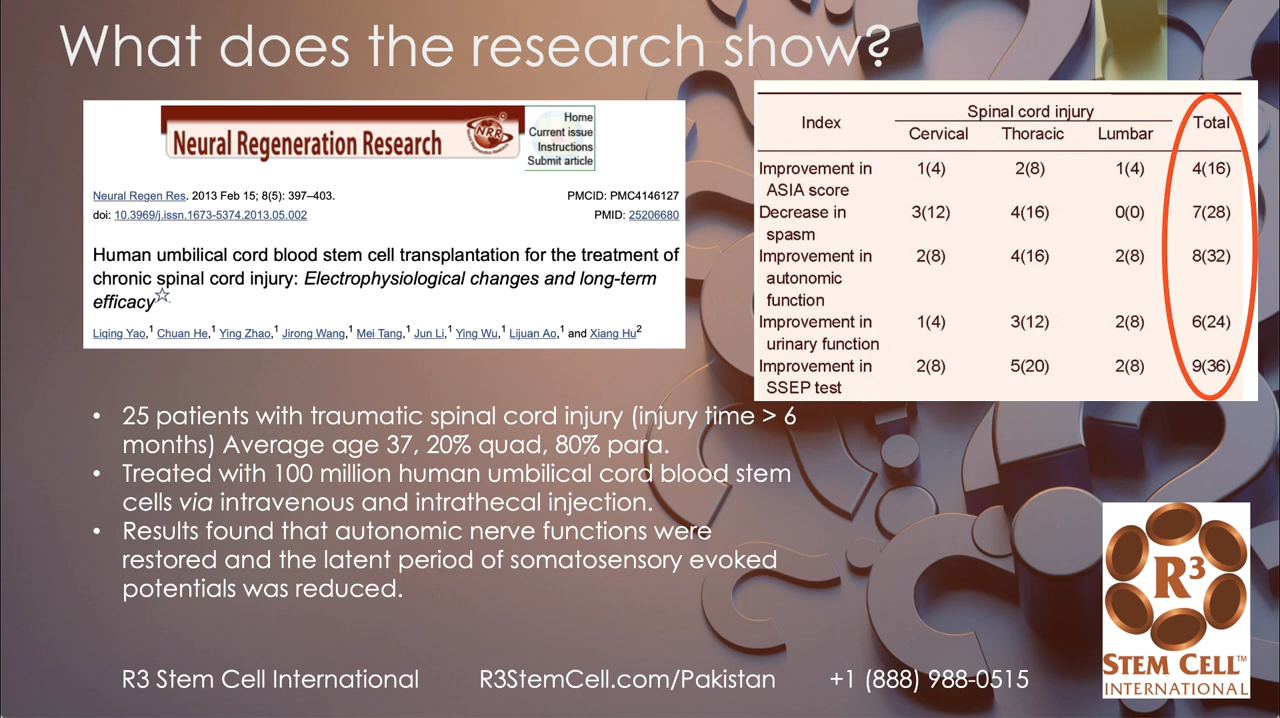 What does the research show?
Neural Regeneration Research
NRR
Home
Current issue
Instructions
Submit article
Neural Regen Res. 2013 Feb 15; 8(5): 397–403.
PMCID: PMC4146127
doi: 10.3969/j.issn.1673-5374.2013.05.002
PMID: 25206680
Human umbilical cord blood stem cell transplantation for the treatment of
chronic spinal cord injury: Electrophysiological changes and long-term
efficacy☆
Liqing Yao,1 Chuan He,1 Ying Zhao,1 Jirong Wang,1 Mei Tang,1 Jun Li,1 Ying Wu,1 Lijuan Ao,1 and Xiang Hu2
Index Spinal cord injury Total
Cervical Thoracic Lumbar
Improvement in 1(4) 2(8) 1(4) 4(16)
ASIA score
Decrease in 3(12) 4(16) 0(0) 7(28)
spasm
Improvement in 2(8) 4(16) 2(8) 8(32)
autonomic
function
Improvement in 1(4) 3(12) 2(8) 6(24)
urinary function
Improvement in 2(8) 5(20) 2(8) 9(36)
SSEP test
• 25 patients with traumatic spinal cord injury (injury time > 6
months) Average age 37, 20% quad, 80% para.
• Treated with 100 million human umbilical cord blood stem
cells via intravenous and intrathecal injection.
• Results found that autonomic nerve functions were
restored and the latent period of somatosensory evoked
potentials was reduced.
R3 Stem Cell International R3StemCell.com/Pakistan +1 (888) 988-0515
R3
STEM CELL™
INTERNATIONAL